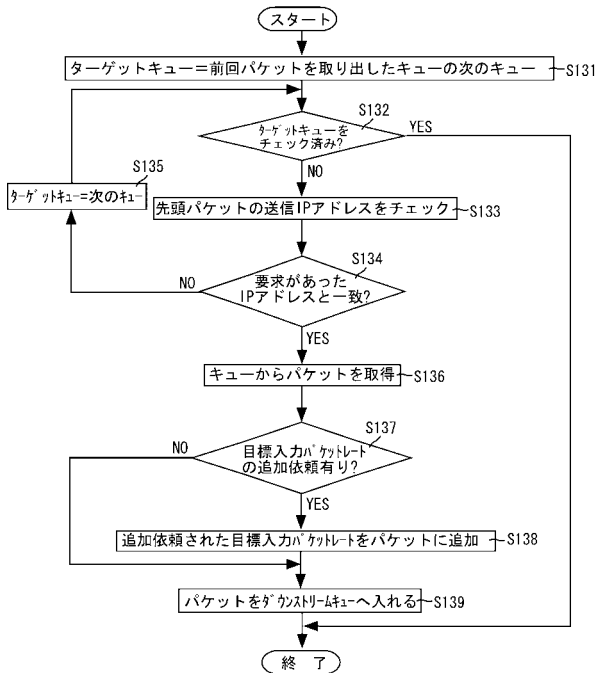 スタート
ターゲットキュー=前回パケットを取り出したキューの次のキュー
S131
S132
ターゲットキューを
チェック済み?
YES
NO
S135
ターゲットキュー=次のキュー
先頭パケットの送信IPアドレスをチェック
S133
S134
要求があった
IPアドレスと一致?
NO
YES
キューからパケットを取得
S136
S137
目標入力パケットレート
の追加依頼有り?
NO
YES
追加依頼された目標入力パケットレートをパケットに追加
S138
パケットをダウンストリームキューへ入れる
S139
終 了